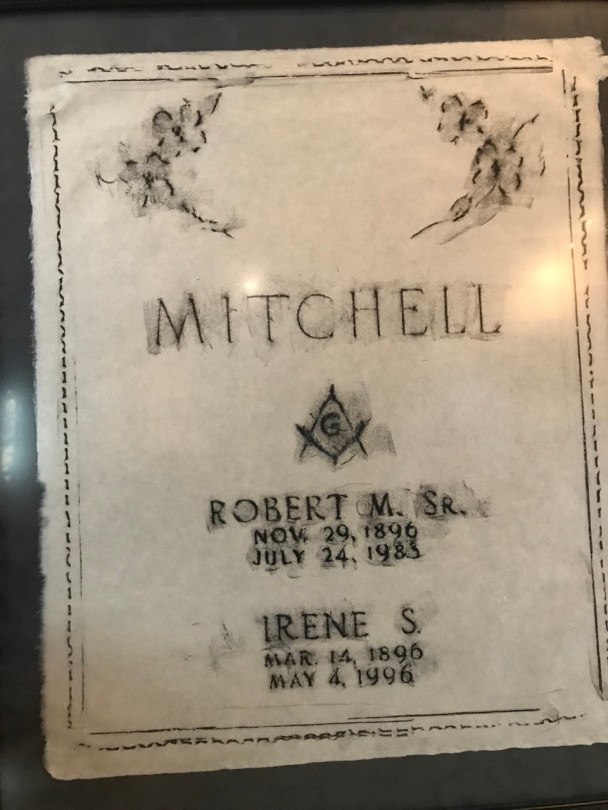 MITCHELL
G
ROBERT M. SR.
NOV. 29, 1896
JULY 24, 1983
IRENE S.
MAR. 14, 1896
MAY 4, 1996